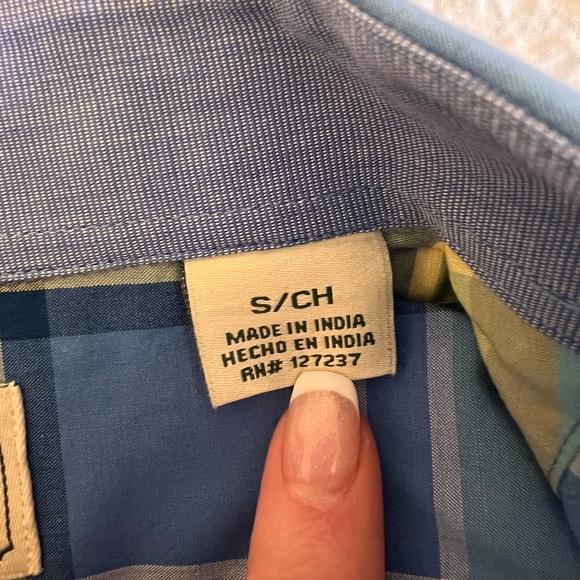 S/CH
MADE IN INDIA
HECHO EN INDIA
RN# 127237